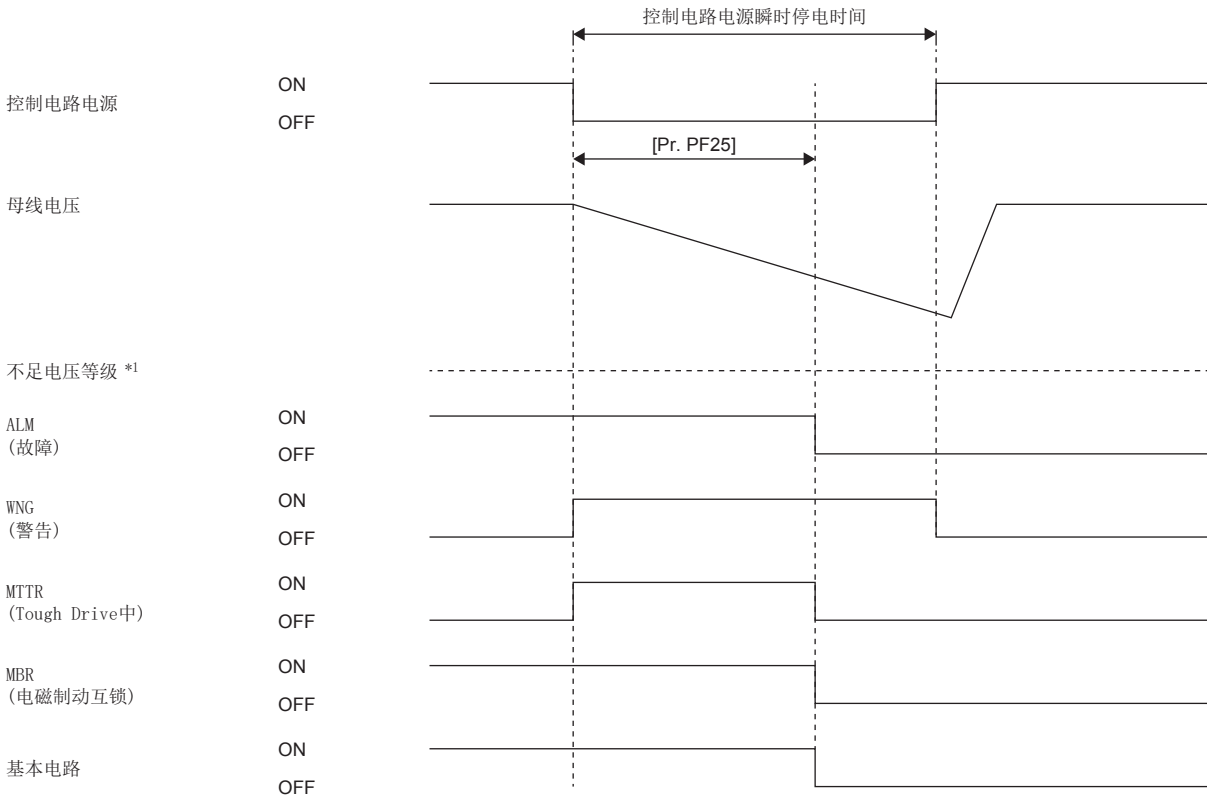 控制电路电源瞬时停电时间
控制电路电源
ON
OFF
[Pr. PF25]
母线电压
不足电压等级 *1
ALM
(故障)
ON
OFF
WNG
(警告)
ON
OFF
MTTR
(Tough Drive中)
ON
OFF
MBR
(电磁制动互锁)
ON
OFF
基本电路
ON
OFF